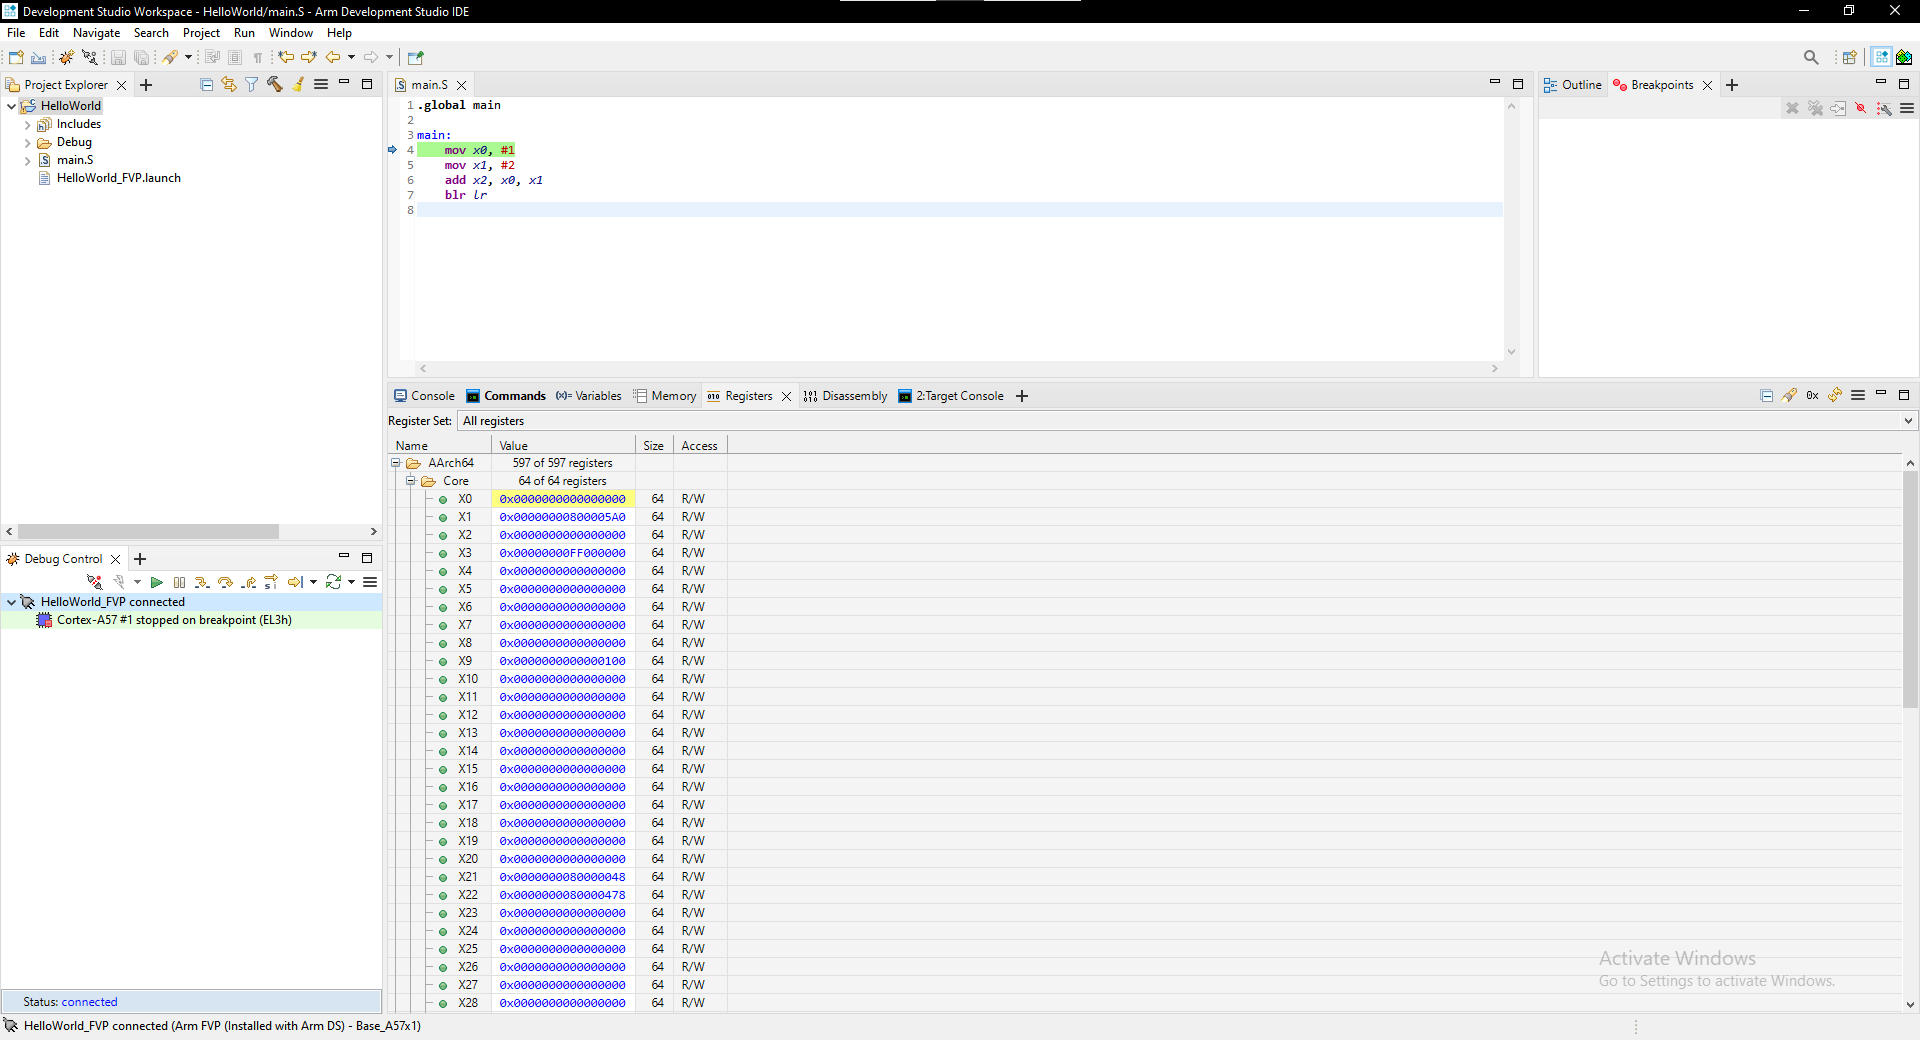 Development Studio Workspace - HelloWorld/main.S - Arm Development Studio IDE
File Edit Navigate Search Project Run Window Help
Project Explorer
HelloWorld
Includes
Debug
main.S
HelloWorld_FVP.launch
main.S
1 .global main
2
3 main:
4 mov x0, #1
5 mov x1, #2
6 add x2, x0, x1
7 blr lr
8
Outline Breakpoints
Debug Control
HelloWorld_FVP connected
Cortex-A57 #1 stopped on breakpoint (EL3h)
Status: connected
Console Commands (x)= Variables Memory Registers Disassembly 2:Target Console
0x
Register Set: All registers
Name Value Size Access
AArch64 597 of 597 registers
Core 64 of 64 registers
X0 0x0000000000000000 64 R/W
X1 0x00000000800005A0 64 R/W
X2 0x0000000000000000 64 R/W
X3 0x00000000FF000000 64 R/W
X4 0x0000000000000000 64 R/W
X5 0x0000000000000000 64 R/W
X6 0x0000000000000000 64 R/W
X7 0x0000000000000000 64 R/W
X8 0x0000000000000000 64 R/W
X9 0x0000000000000100 64 R/W
X10 0x0000000000000000 64 R/W
X11 0x0000000000000000 64 R/W
X12 0x0000000000000000 64 R/W
X13 0x0000000000000000 64 R/W
X14 0x0000000000000000 64 R/W
X15 0x0000000000000000 64 R/W
X16 0x0000000000000000 64 R/W
X17 0x0000000000000000 64 R/W
X18 0x0000000000000000 64 R/W
X19 0x0000000000000000 64 R/W
X20 0x0000000000000000 64 R/W
X21 0x0000000080000048 64 R/W
X22 0x0000000080000478 64 R/W
X23 0x0000000000000000 64 R/W
X24 0x0000000000000000 64 R/W
X25 0x0000000000000000 64 R/W
X26 0x0000000000000000 64 R/W
X27 0x0000000000000000 64 R/W
X28 0x0000000000000000 64 R/W
Activate Windows
Go to Settings to activate Windows.
HelloWorld_FVP connected (Arm FVP (Installed with Arm DS) - Base_A57x1)